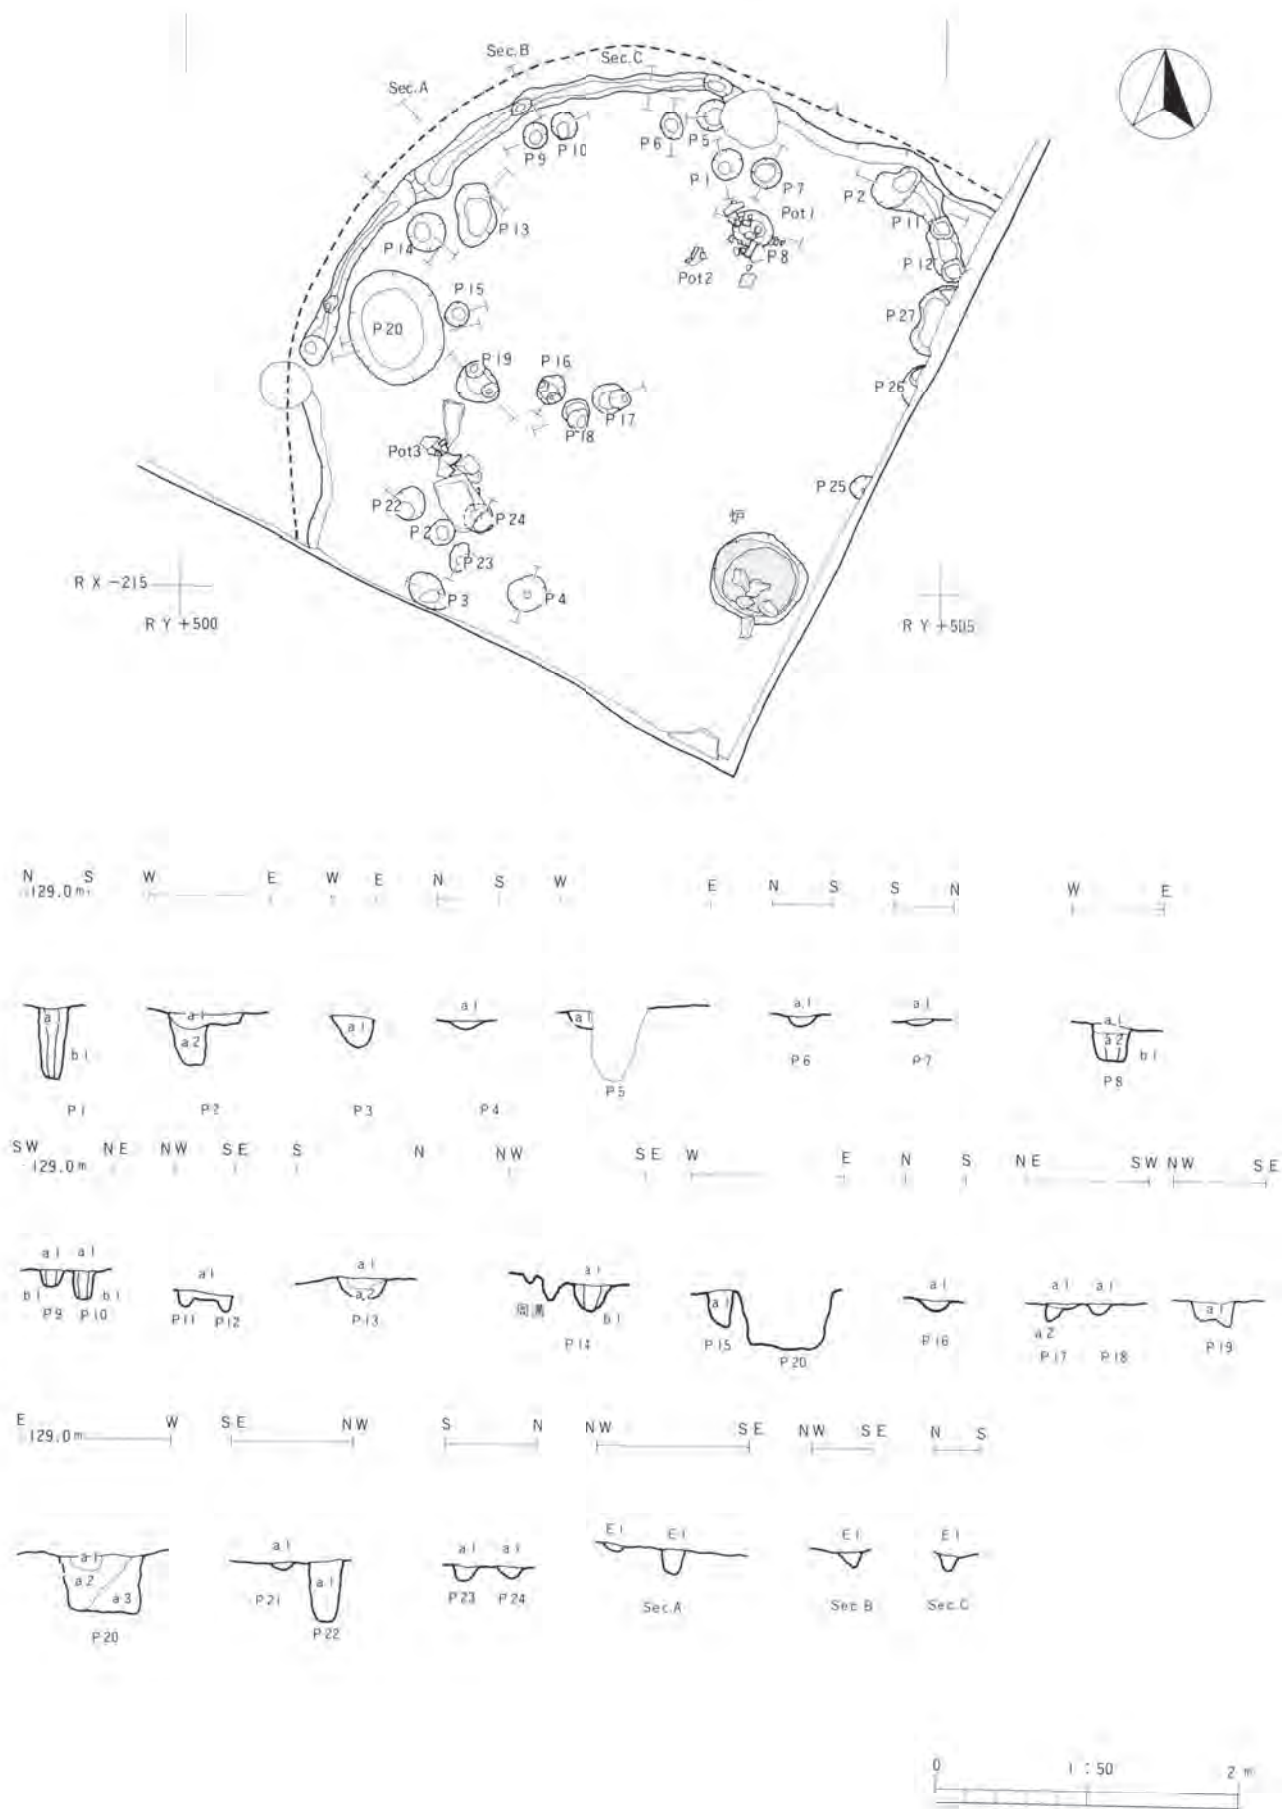 Sec.B
Sec.C
Sec.A
P6
P5
P9
P10
P1
P7
P2
Pot1
P11
P13
P14
P8
P12
Pot2
P15
P27
P20
P19
P16
P26
P17
P18
Pot3
P25
P22
P24
P2
炉
P23
R X -215
P3
P4
R Y +500
R Y +505
N S W E W E N S W E N S S N W E
129.0m
a1 a1 a1 a1 a1 a1 a1
a1
a2 a2
b1 b1
P1 P2 P3 P4 P5 P6 P7 P8
SW NE NW SE S N NW SE W E N S NE SW NW SE
129.0m
a1 a1 a1 a1 a1 a1 a1 a1 a1 a1
b1 b1 a2 周溝 b1 a2
P9 P10 P11 P12 P13 P14 P15 P20 P16 P17 P18 P19
E W SE NW S N NW SE NW SE N S
129.0m
a1 a1 a1 a1 E1 E1 E1 E1
a2 a3 a1
P20 P21 P22 P23 P24 Sec.A Sec.B Sec.C
0 1:50 2m